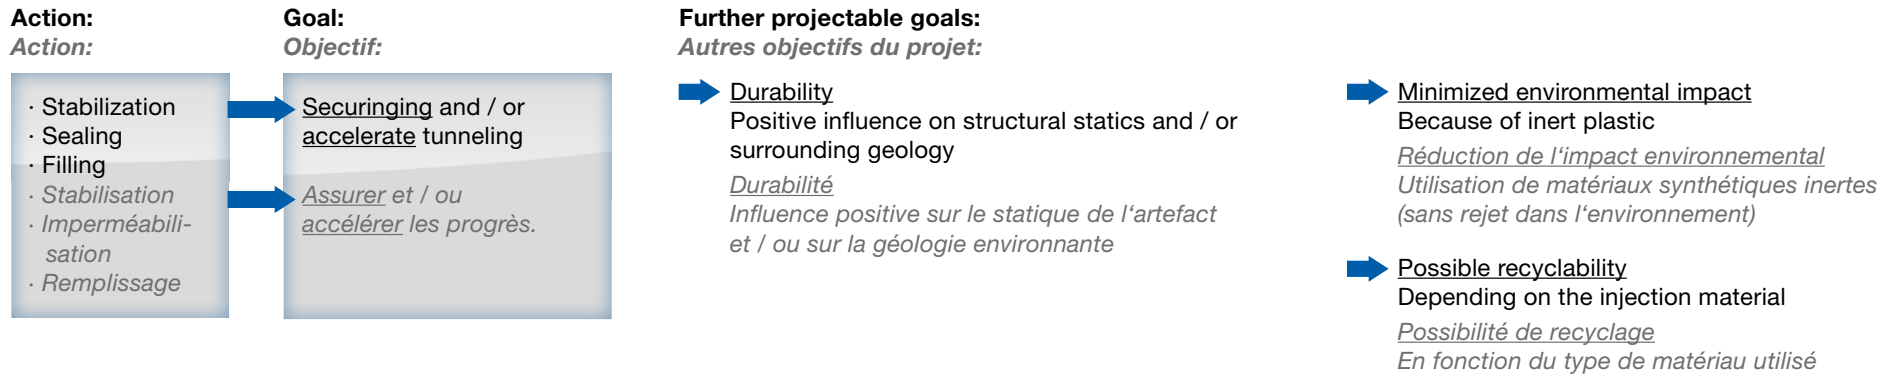 Action:
Action:
· Stabilization
· Sealing
· Filling
· Stabilisation
· Imperméabili-
sation
· Remplissage
Goal:
Objectif:
Securinging and / or
accelerate tunneling
Assurer et / ou
accélérer les progrès.
Further projectable goals:
Autres objectifs du projet:
Durability
Positive influence on structural statics and / or
surrounding geology
Durabilité
Influence positive sur le statique de l‘artefact
et / ou sur la géologie environnante
Minimized environmental impact
Because of inert plastic
Réduction de l‘impact environnemental
Utilisation de matériaux synthétiques inertes
(sans rejet dans l‘environnement)
Possible recyclability
Depending on the injection material
Possibilité de recyclage
En fonction du type de matériau utilisé